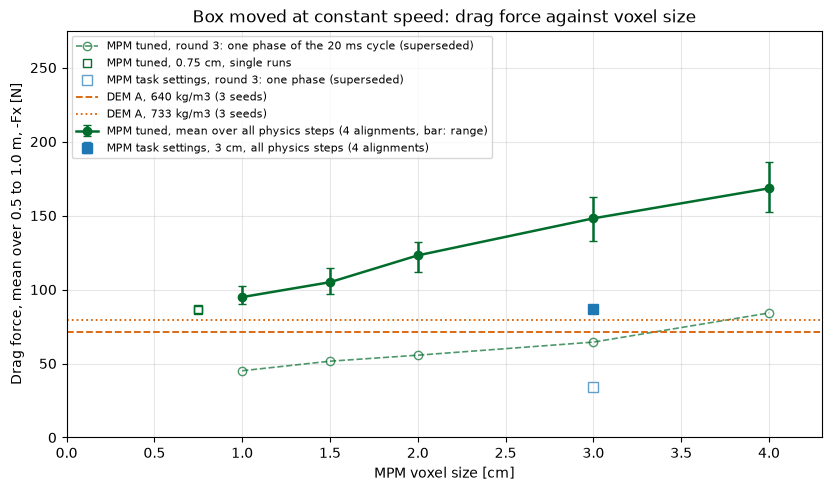 Box moved at constant speed: drag force against voxel size
Drag force, mean over 0.5 to 1.0 m, -Fx [N]
250
200
150
100
50
0
MPM tuned, round 3: one phase of the 20 ms cycle (superseded)
MPM tuned, 0.75 cm, single runs
MPM task settings, round 3: one phase (superseded)
DEM A, 640 kg/m3 (3 seeds)
DEM A, 733 kg/m3 (3 seeds)
MPM tuned, mean over all physics steps (4 alignments, bar: range)
MPM task settings, 3 cm, all physics steps (4 alignments)
0.0 0.5 1.0 1.5 2.0 2.5 3.0 3.5 4.0
MPM voxel size [cm]